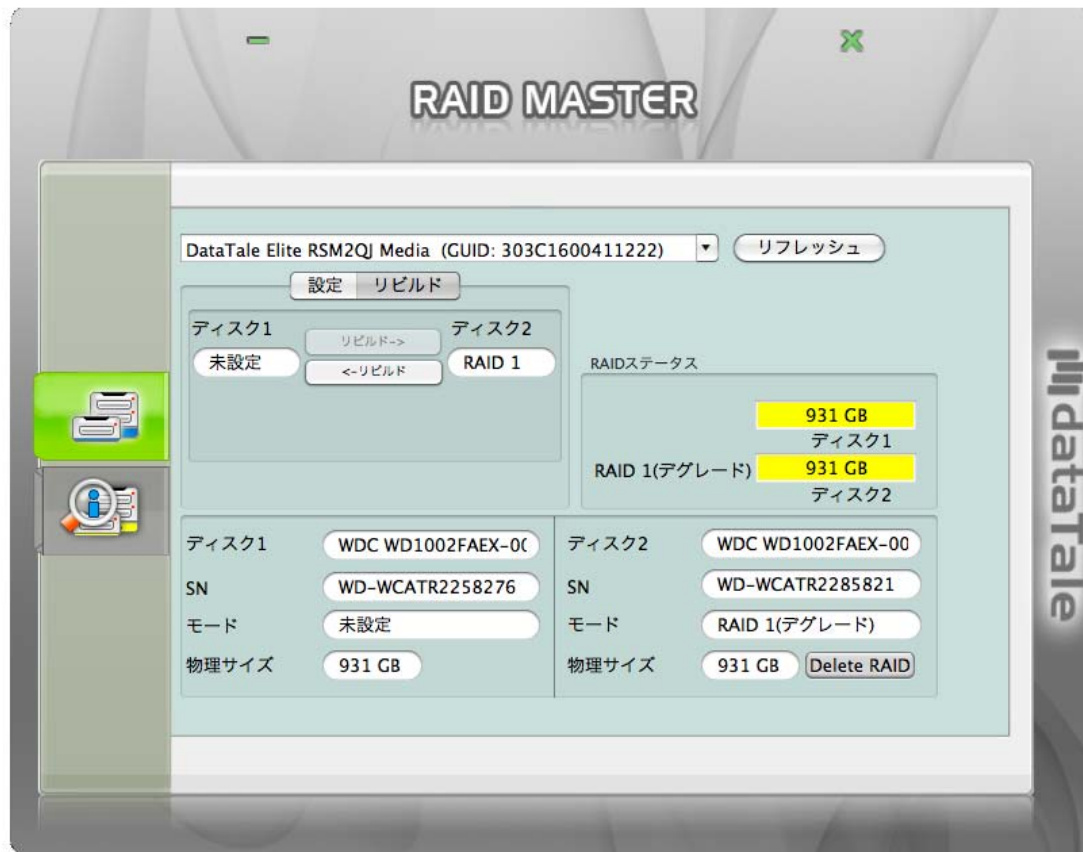 RAID MASTER
DataTale Elite RSM2QJ Media (GUID: 303C1600411222)
リフレッシュ
設定 リビルド
ディスク1
リビルド->
ディスク2
未設定
<-リビルド
RAID 1
RAIDステータス
931 GB
ディスク1
RAID 1(デグレード)
931 GB
ディスク2
ディスク1
WDC WD1002FAEX-00
SN
WD-WCATR2258276
モード
未設定
物理サイズ
931 GB
ディスク2
WDC WD1002FAEX-00
SN
WD-WCATR2285821
モード
RAID 1(デグレード)
物理サイズ
931 GB
Delete RAID
dataTale